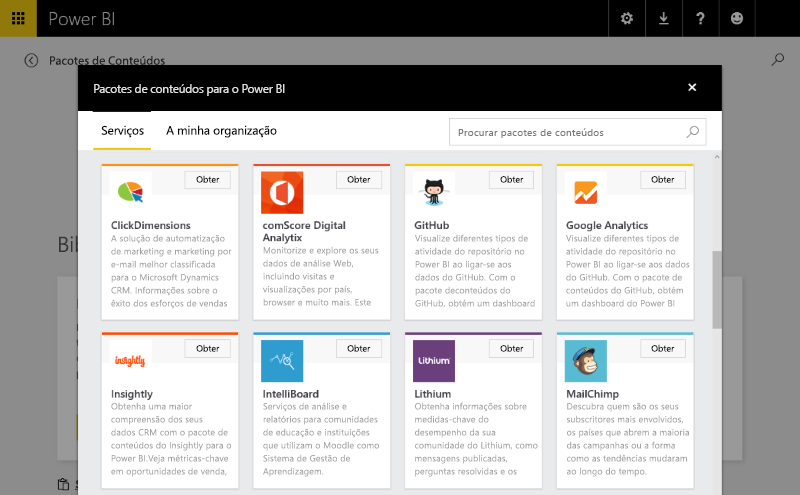 Power BI
?
Pacotes de Conteúdos
Pacotes de conteúdos para o Power BI
Serviços
A minha organização
Procurar pacotes de conteúdos
Obter
ClickDimensions
A solução de automatização
de marketing e marketing por
e-mail melhor classificada
para o Microsoft Dynamics
CRM. Informações sobre o
êxito dos esforços de vendas
Obter
comScore Digital
Analytix
Monitorize e explore os seus
dados de análise Web,
incluindo visitas e
visualizações por país,
browser e muito mais. Este
Obter
GitHub
Visualize diferentes tipos de
atividade do repositório no
Power BI ao ligar-se aos
dados do GitHub. Com o
pacote deconteúdos do
GitHub, obtém um dashboard
Obter
Google Analytics
Visualize diferentes tipos de
atividade do repositório no
Power BI ao ligar-se aos dados
do GitHub. Com o pacote de
conteúdos do GitHub, obtém
um dashboard do Power BI
insightly
Obter
Insightly
Obtenha uma maior
compreensão dos seus
dados CRM com o pacote de
conteúdos do Insightly para o
Power BI.Veja métricas-chave
em oportunidades de venda,
Obter
IntelliBoard
Serviços de análise e
relatórios para comunidades
de educação e instituições
que utilizam o Moodle como
Sistema de Gestão de
Aprendizagem.
Lithium
Obter
Lithium
Obtenha informações sobre
medidas-chave do
desempenho da sua
comunidade do Lithium, como
mensagens publicadas,
perguntas resolvidas e os
Obter
MailChimp
Descubra quem são os seus
subscritores mais envolvidos,
os países que abrem a maioria
das campanhas ou a forma
como as tendências mudaram
ao longo do tempo.
Bib